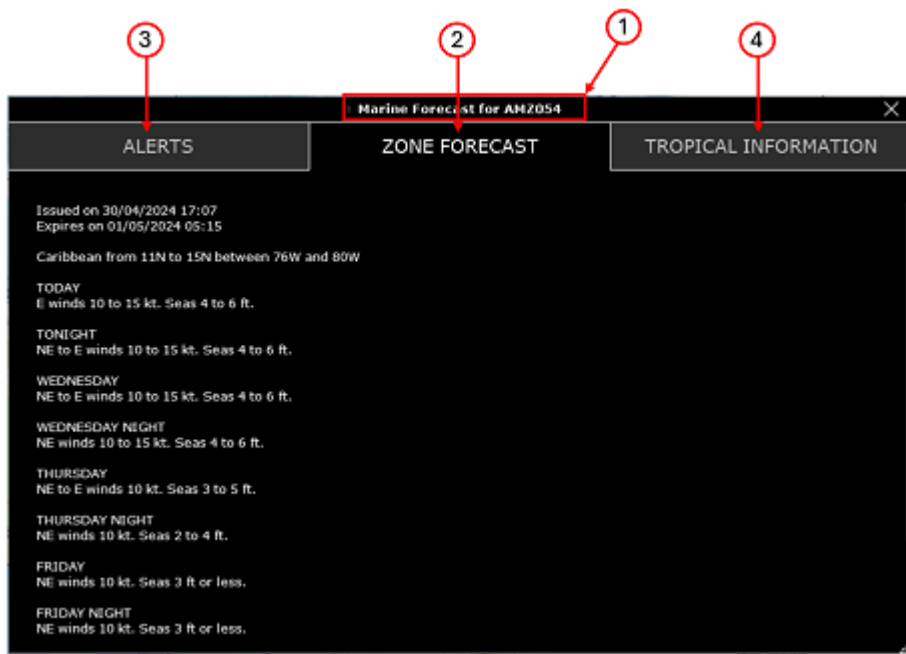 1
3
2
4
Marine Forecast for AMZ054
ALERTS
ZONE FORECAST
TROPICAL INFORMATION
Issued on 30/04/2024 17:07
Expires on 01/05/2024 05:15
Caribbean from 11N to 15N between 76W and 80W
TODAY
E winds 10 to 15 kt. Seas 4 to 6 ft.
TONIGHT
NE to E winds 10 to 15 kt. Seas 4 to 6 ft.
WEDNESDAY
NE to E winds 10 to 15 kt. Seas 4 to 6 ft.
WEDNESDAY NIGHT
NE winds 10 to 15 kt. Seas 4 to 6 ft.
THURSDAY
NE to E winds 10 kt. Seas 3 to 5 ft.
THURSDAY NIGHT
NE winds 10 kt. Seas 2 to 4 ft.
FRIDAY
NE winds 10 kt. Seas 3 ft or less.
FRIDAY NIGHT
NE winds 10 kt. Seas 3 ft or less.